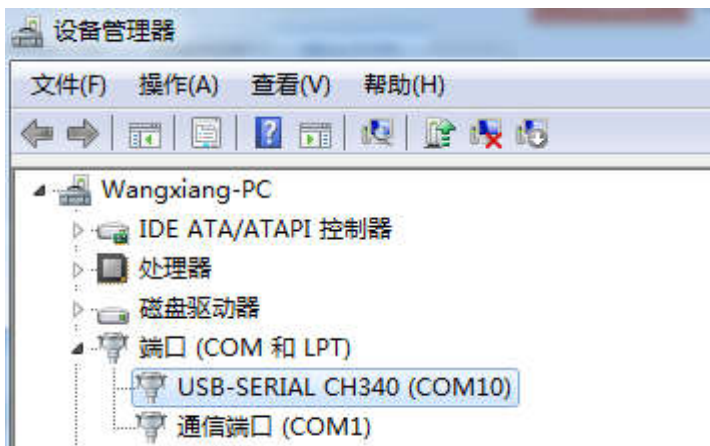 设备管理器
文件(F) 操作(A) 查看(V) 帮助(H)
Wangxiang-PC
IDE ATA/ATAPI 控制器
处理器
磁盘驱动器
端口 (COM 和 LPT)
USB-SERIAL CH340 (COM10)
通信端口 (COM1)